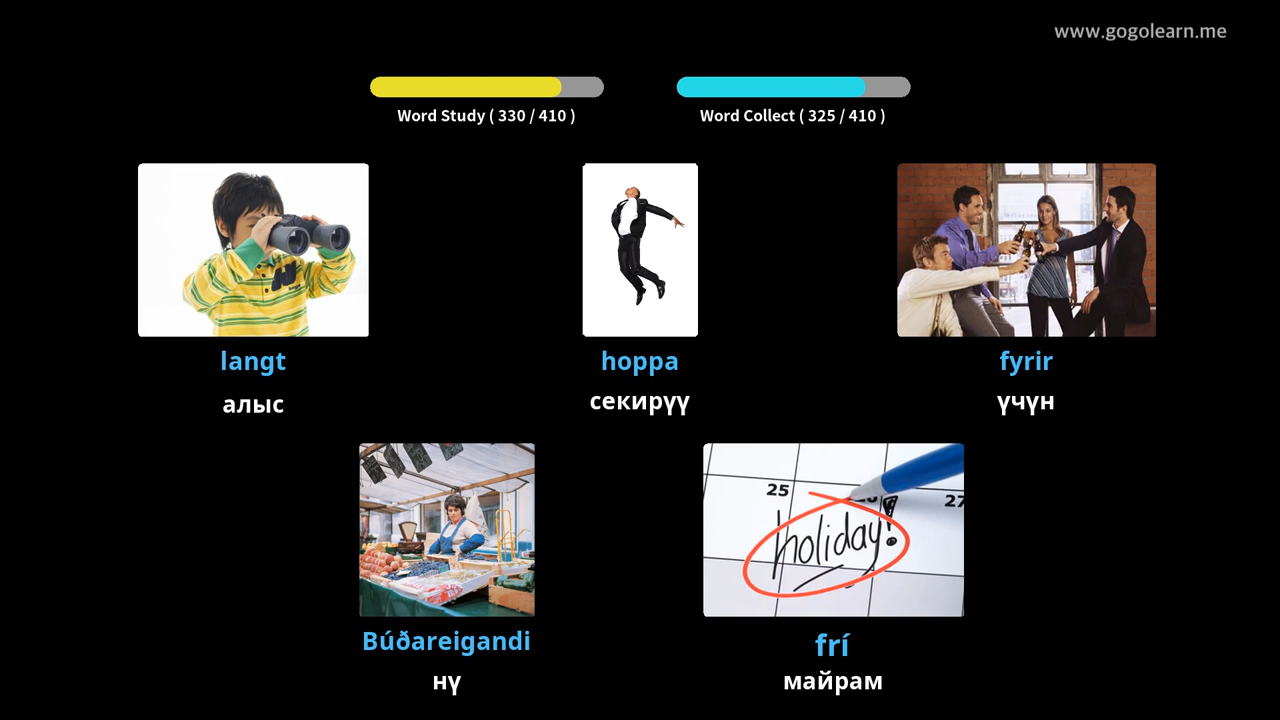 www.gogolearn.me
Word Study ( 330 / 410 )
Word Collect ( 325 / 410 )
langt
hoppa
fyrir
алыс
секирүү
үчүн
25
27
holiday!
Búðareigandi
frí
нү
майрам